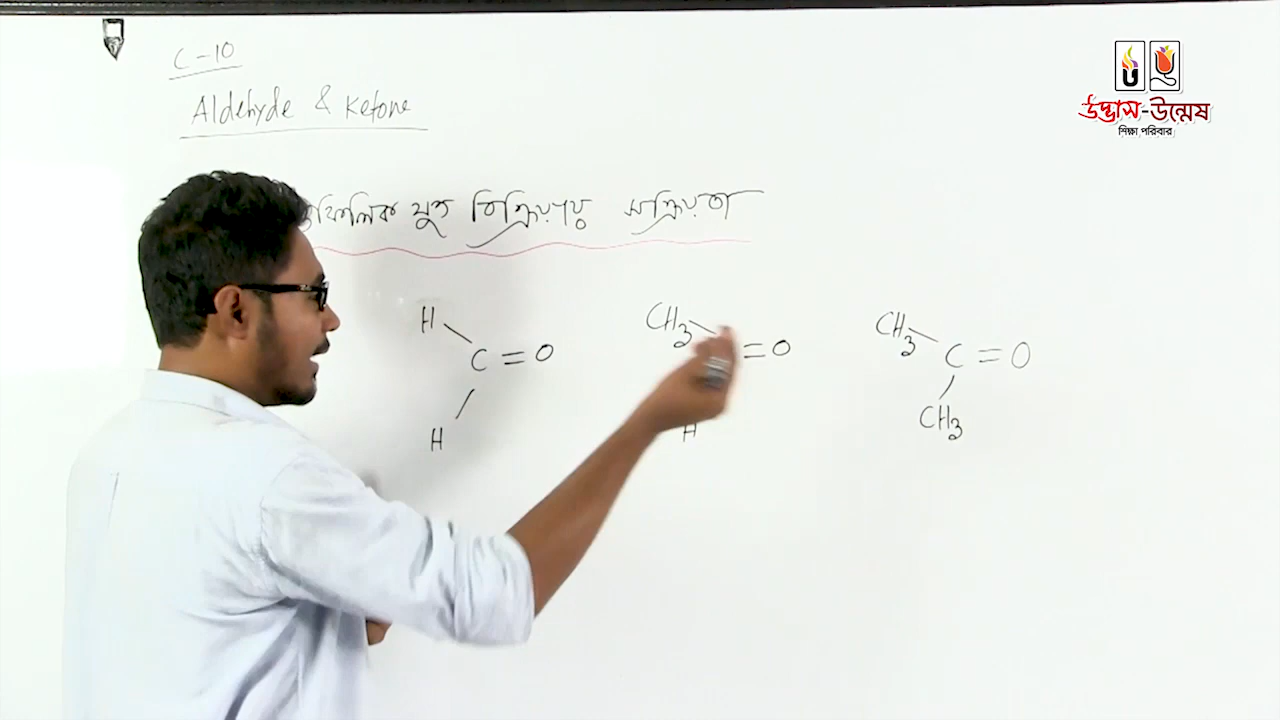 C-10
Aldehyde & Ketone
উদ্ভাস-উন্মেষ
শিক্ষা পরিবার
যুত বিক্রিয়ায় সক্রিয়তা
H
C=O
H
CH3
=O
H
CH3
C=O
CH3